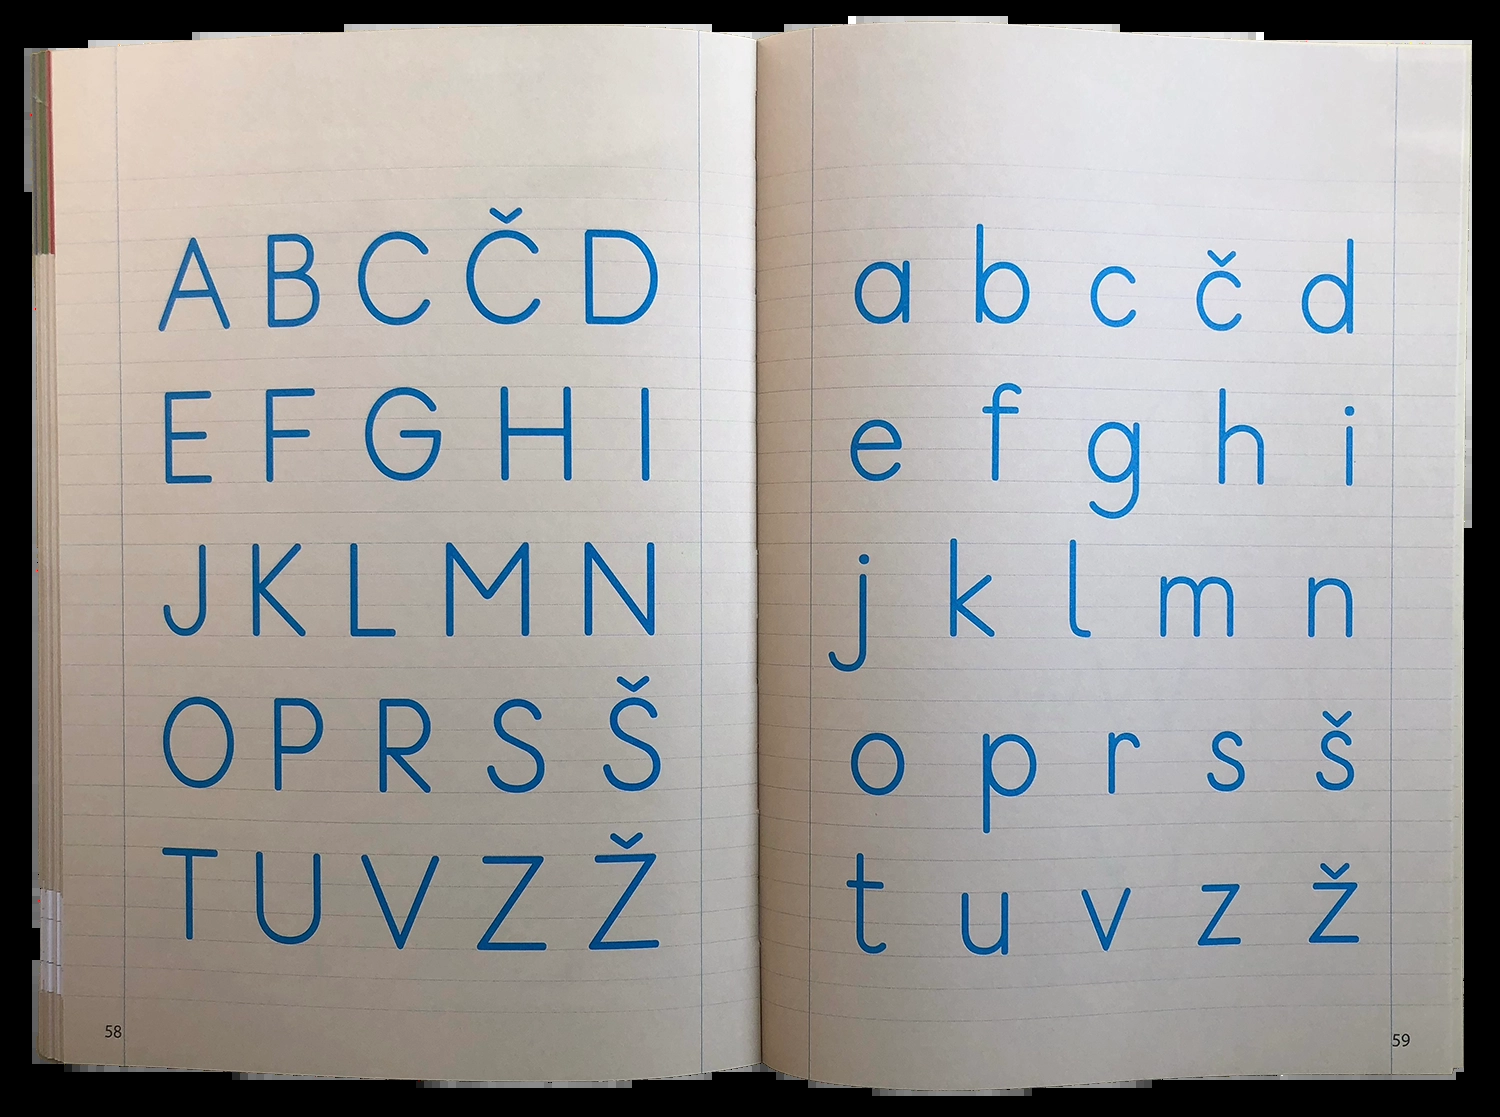 A B C Č D
E F G H I
J K L M N
O P R S Š
T U V Z Ž
58
a b c č d
e f g h i
j k l m n
o p r s š
t u v z ž
59